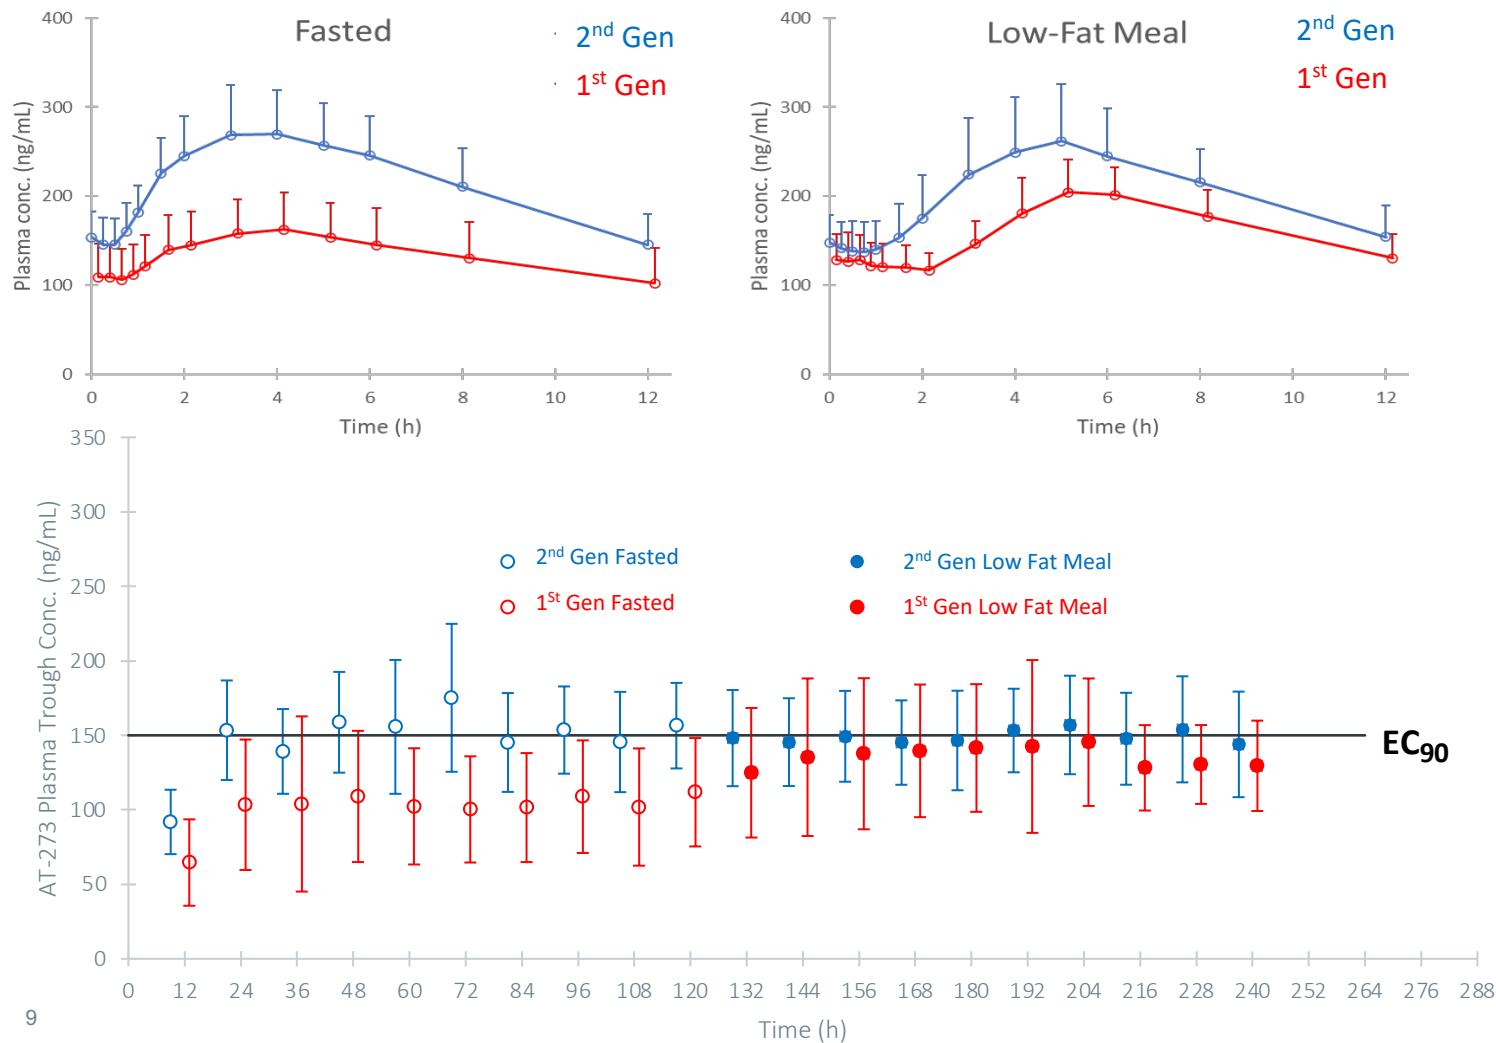 Fasted
2nd Gen
1st Gen
Plasma conc. (ng/mL)
400
300
200
100
0
0 2 4 6 8 10 12
Time (h)
Low-Fat Meal
2nd Gen
1st Gen
Plasma conc. (ng/mL)
400
300
200
100
0
0 2 4 6 8 10 12
Time (h)
AT-273 Plasma Trough Conc. (ng/mL)
350
300
250
200
150
100
50
0
2nd Gen Fasted
1St Gen Fasted
2nd Gen Low Fat Meal
1St Gen Low Fat Meal
EC90
0 12 24 36 48 60 72 84 96 108 120 132 144 156 168 180 192 204 216 228 240 252 264 276 288
Time (h)
9